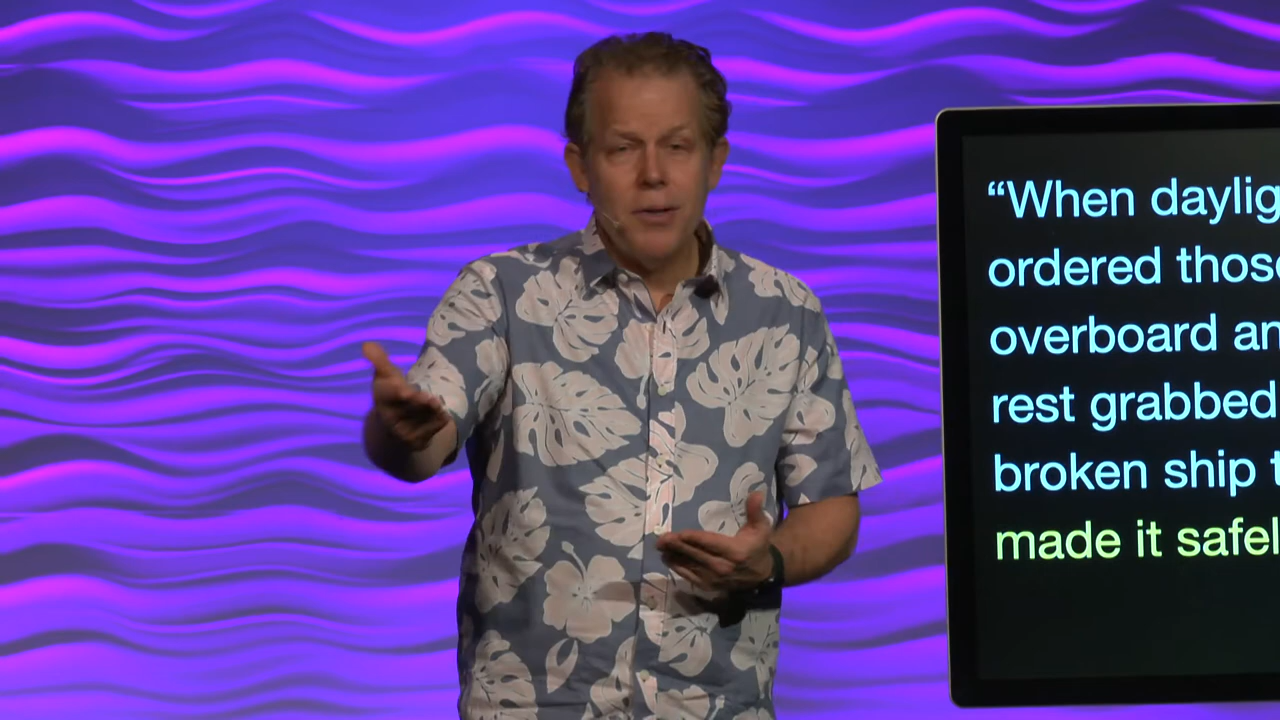 “When daylig
ordered those
overboard an
rest grabbed
broken ship t
made it safel